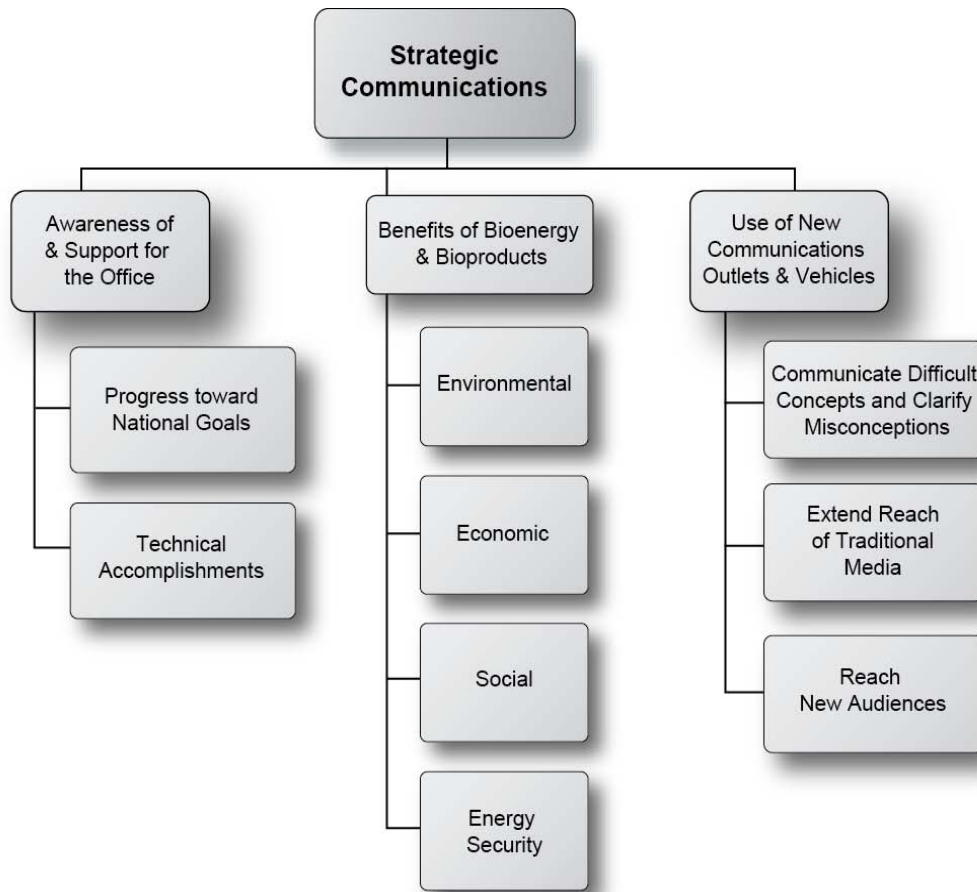 Strategic
Communications
Awareness of
& Support for
the Office
Progress toward
National Goals
Technical
Accomplishments
Benefits of Bioenergy
& Bioproducts
Environmental
Economic
Social
Energy
Security
Use of New
Communications
Outlets & Vehicles
Communicate Difficult
Concepts and Clarify
Misconceptions
Extend Reach
of Traditional
Media
Reach
New Audiences